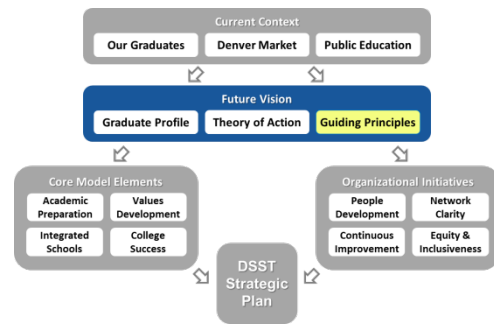 Current Context
Our Graduates
Denver Market
Public Education
Future Vision
Graduate Profile
Theory of Action
Guiding Principles
Core Model Elements
Academic
Preparation
Values
Development
Integrated
Schools
College
Success
Organizational Initiatives
People
Development
Network
Clarity
Continuous
Improvement
Equity &
Inclusiveness
DSST
Strategic
Plan